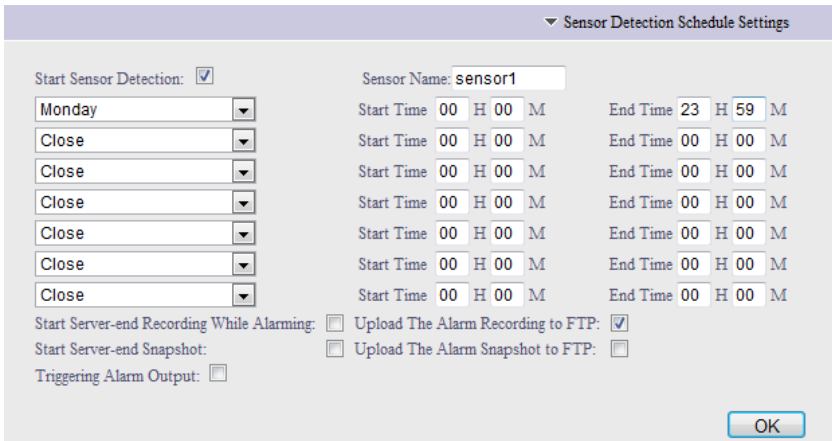 Sensor Detection Schedule Settings
Start Sensor Detection: Sensor Name: sensor1
Monday Start Time 00 H 00 M End Time 23 H 59 M
Close Start Time 00 H 00 M End Time 00 H 00 M
Close Start Time 00 H 00 M End Time 00 H 00 M
Close Start Time 00 H 00 M End Time 00 H 00 M
Close Start Time 00 H 00 M End Time 00 H 00 M
Close Start Time 00 H 00 M End Time 00 H 00 M
Close Start Time 00 H 00 M End Time 00 H 00 M
Start Server-end Recording While Alarming: Upload The Alarm Recording to FTP:
Start Server-end Snapshot: Upload The Alarm Snapshot to FTP:
Triggering Alarm Output:
OK